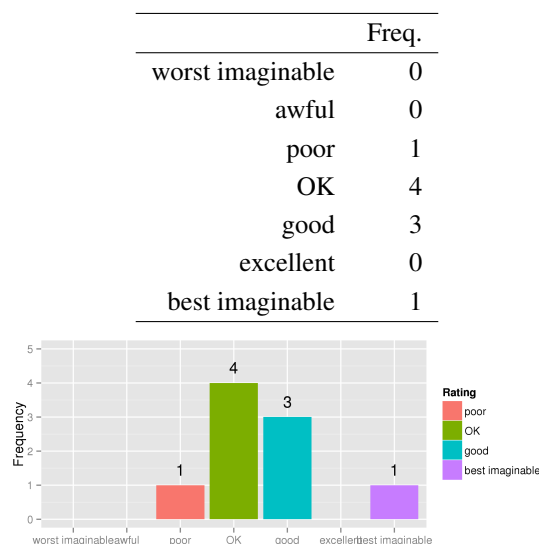 Freq.
worst imaginable 0
awful 0
poor 1
OK 4
good 3
excellent 0
best imaginable 1
5
4
3
2
1
0
Frequency
1
4
3
1
worst imaginable awful poor OK good excellent best imaginable
Rating
poor
OK
good
best imaginable